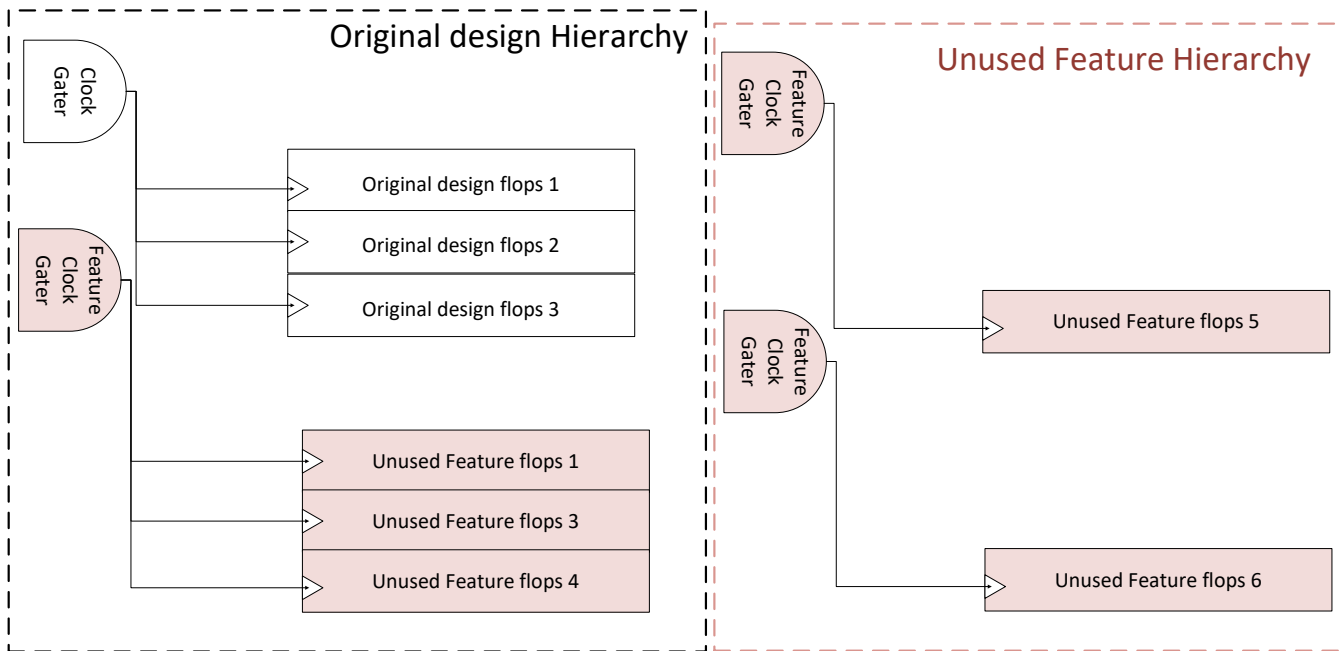 Original design Hierarchy
Clock
Gater
Original design flops 1
Original design flops 2
Original design flops 3
Feature
Clock
Gater
Unused Feature flops 1
Unused Feature flops 3
Unused Feature flops 4
Unused Feature Hierarchy
Feature
Clock
Gater
Unused Feature flops 5
Feature
Clock
Gater
Unused Feature flops 6